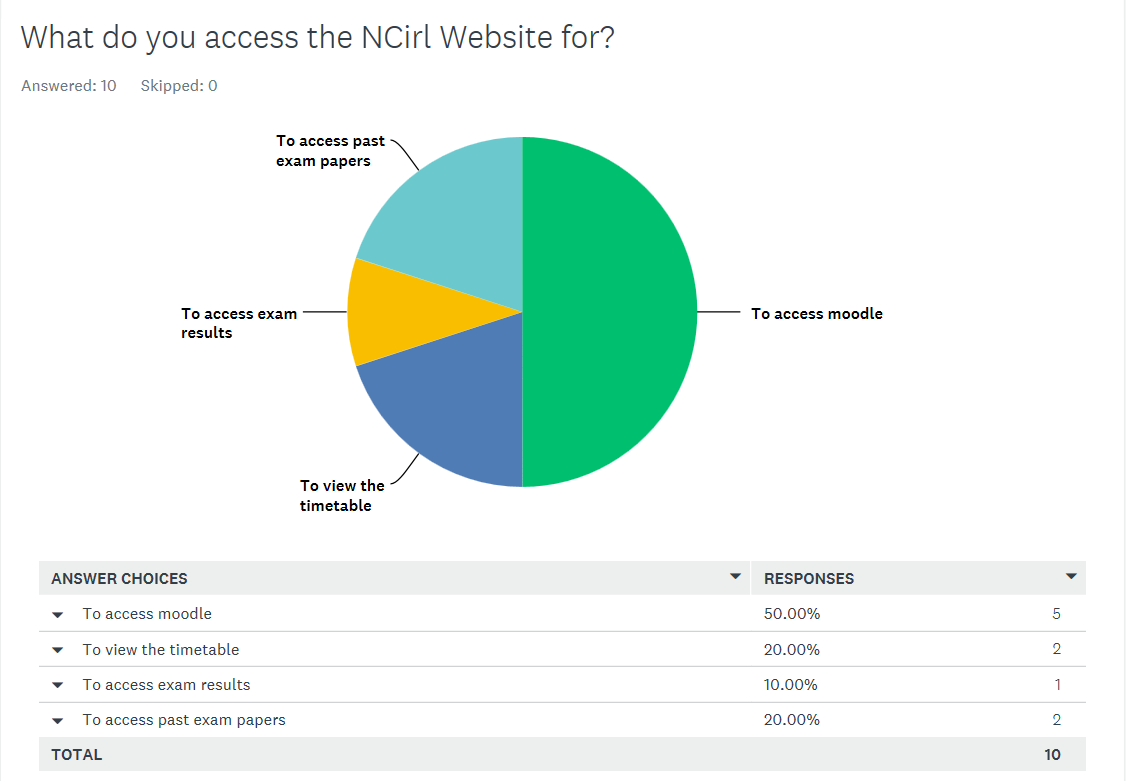 What do you access the NCirl Website for?
Answered: 10 Skipped: 0
To access past
exam papers
To access exam
results
To access moodle
To view the
timetable
ANSWER CHOICES RESPONSES
To access moodle 50.00% 5
To view the timetable 20.00% 2
To access exam results 10.00% 1
To access past exam papers 20.00% 2
TOTAL 10